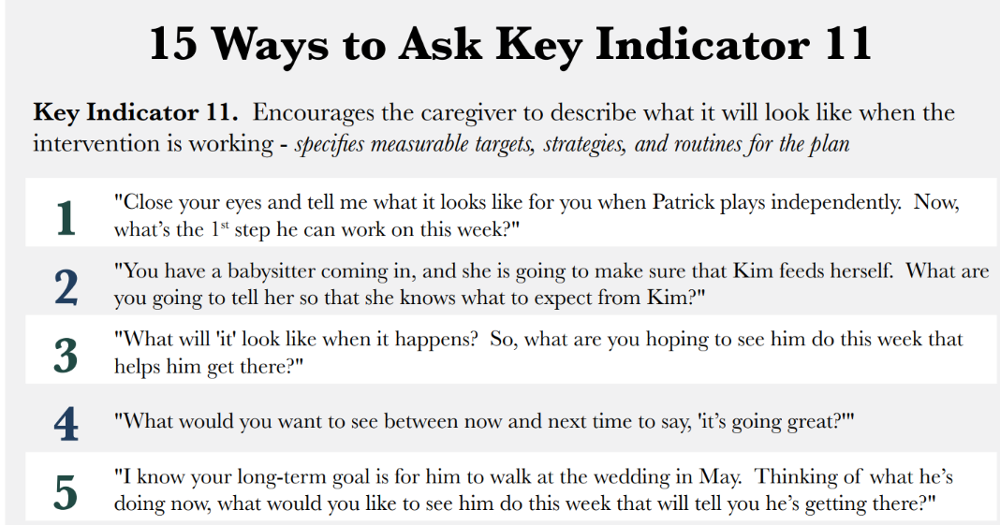 15 Ways to Ask Key Indicator 11
Key Indicator 11.  Encourages the caregiver to describe what it will look like when the
intervention is working - specifies measurable targets, strategies, and routines for the plan
1
"Close your eyes and tell me what it looks like for you when Patrick plays independently.  Now,
what’s the 1st step he can work on this week?"
2
"You have a babysitter coming in, and she is going to make sure that Kim feeds herself.  What are
you going to tell her so that she knows what to expect from Kim?"
3
"What will 'it' look like when it happens?  So, what are you hoping to see him do this week that
helps him get there?"
4
"What would you want to see between now and next time to say, 'it’s going great?'"
5
"I know your long-term goal is for him to walk at the wedding in May.  Thinking of what he’s
doing now, what would you like to see him do this week that will tell you he’s getting there?"